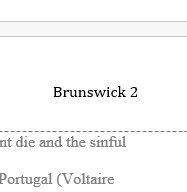 Brunswick 2
nt die and the sinful
Portugal (Voltaire